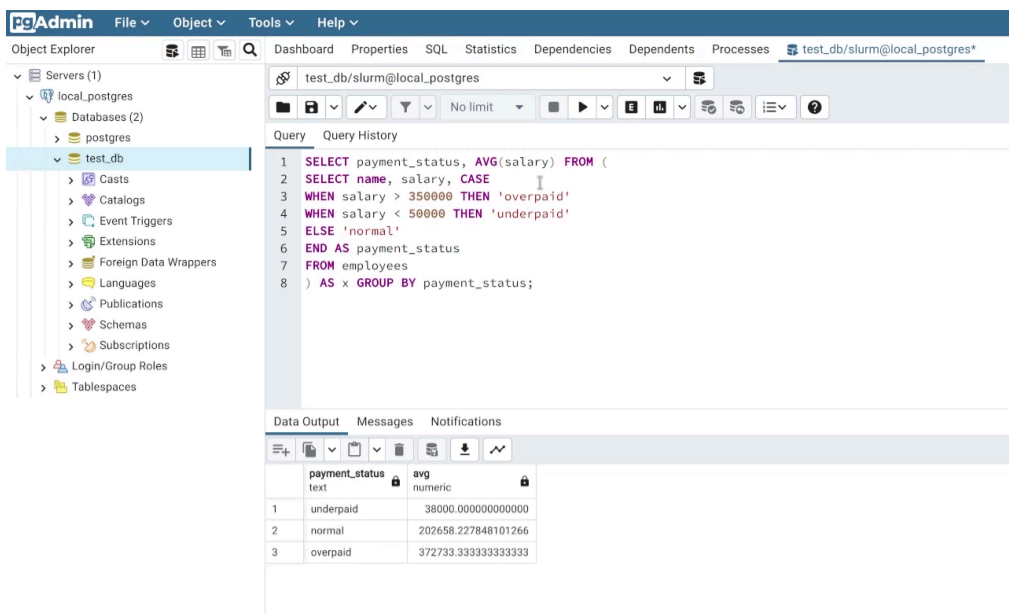 pgAdmin File Object Tools Help
Object Explorer
Dashboard Properties SQL Statistics Dependencies Dependents Processes test_db/slurm@local_postgres*
Servers (1)
local_postgres
Databases (2)
postgres
test_db
Casts
Catalogs
Event Triggers
Extensions
Foreign Data Wrappers
Languages
Publications
Schemas
Subscriptions
Login/Group Roles
Tablespaces
test_db/slurm@local_postgres
No limit
E
Query Query History
1 SELECT payment_status, AVG(salary) FROM (
2 SELECT name, salary, CASE
3 WHEN salary > 350000 THEN 'overpaid'
4 WHEN salary < 50000 THEN 'underpaid'
5 ELSE 'normal'
6 END AS payment_status
7 FROM employees
8 ) AS x GROUP BY payment_status;
Data Output Messages Notifications
payment_status avg
text numeric
1 underpaid 38000.000000000000
2 normal 202658.227848101266
3 overpaid 372733.333333333333